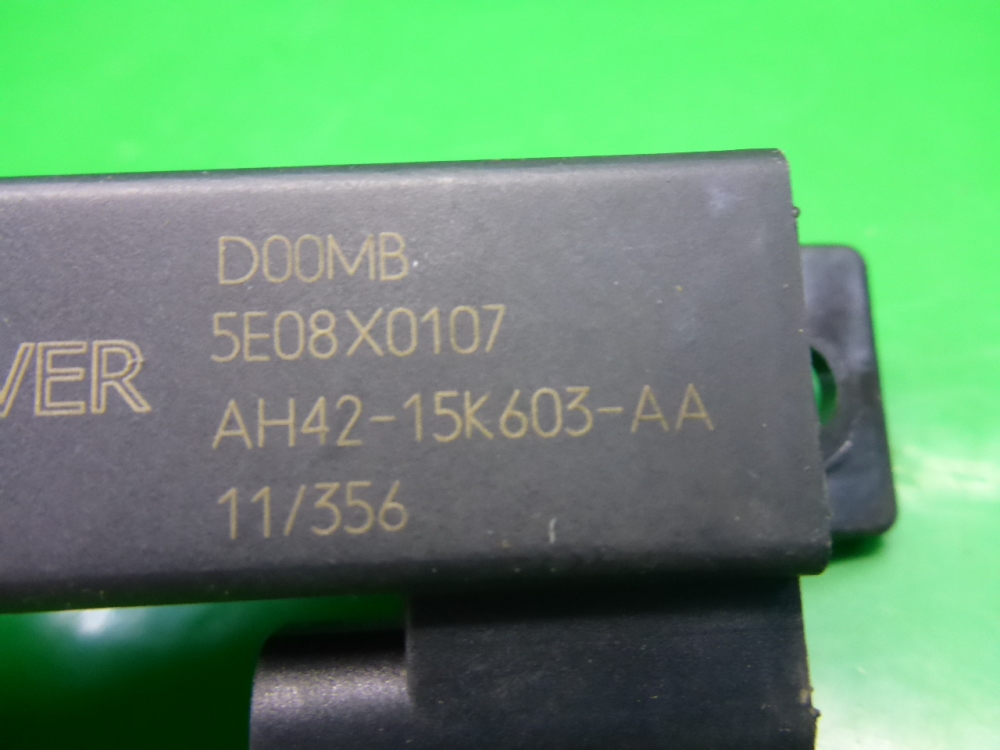 D00MB
5E08X0107
VER
AH42-15K603-AA
11/356